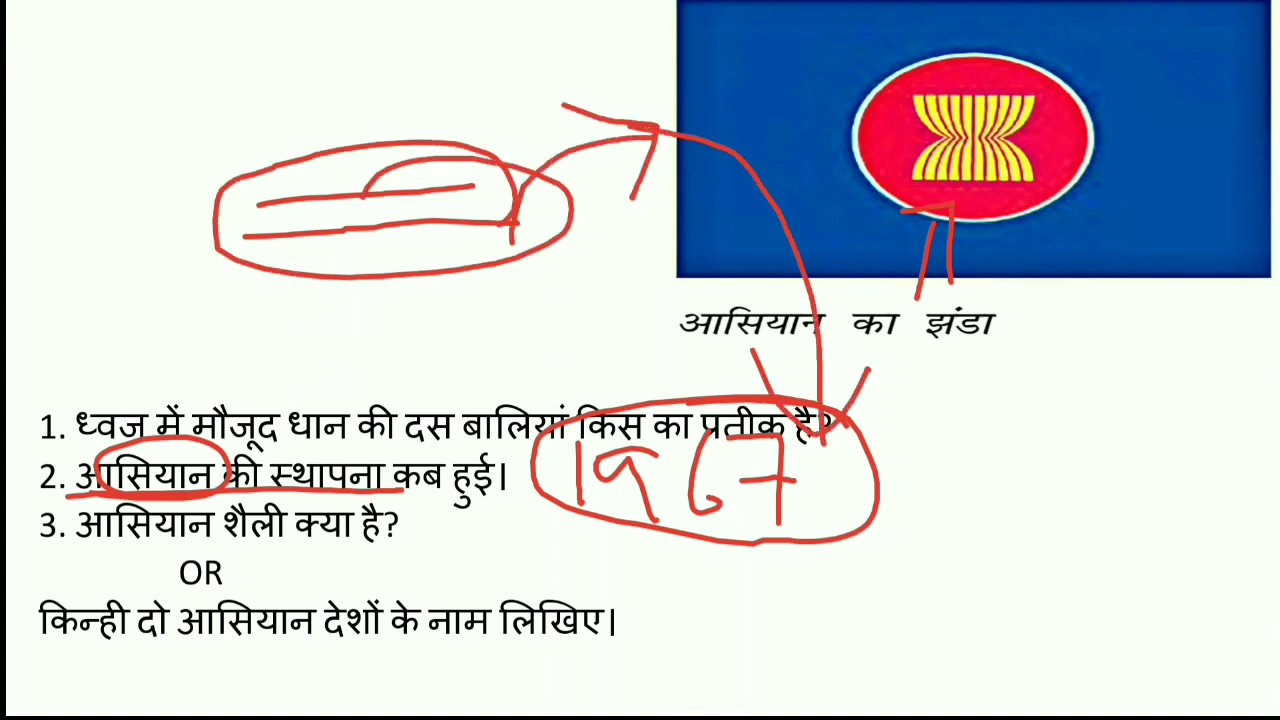 आसियान का झंडा
1. ध्वज में मौजूद धान की दस बालियां किस का प्रतीक है?
2. आसियान की स्थापना कब हुई।
1967
3. आसियान शैली क्या है?
OR
किन्ही दो आसियान देशों के नाम लिखिए।